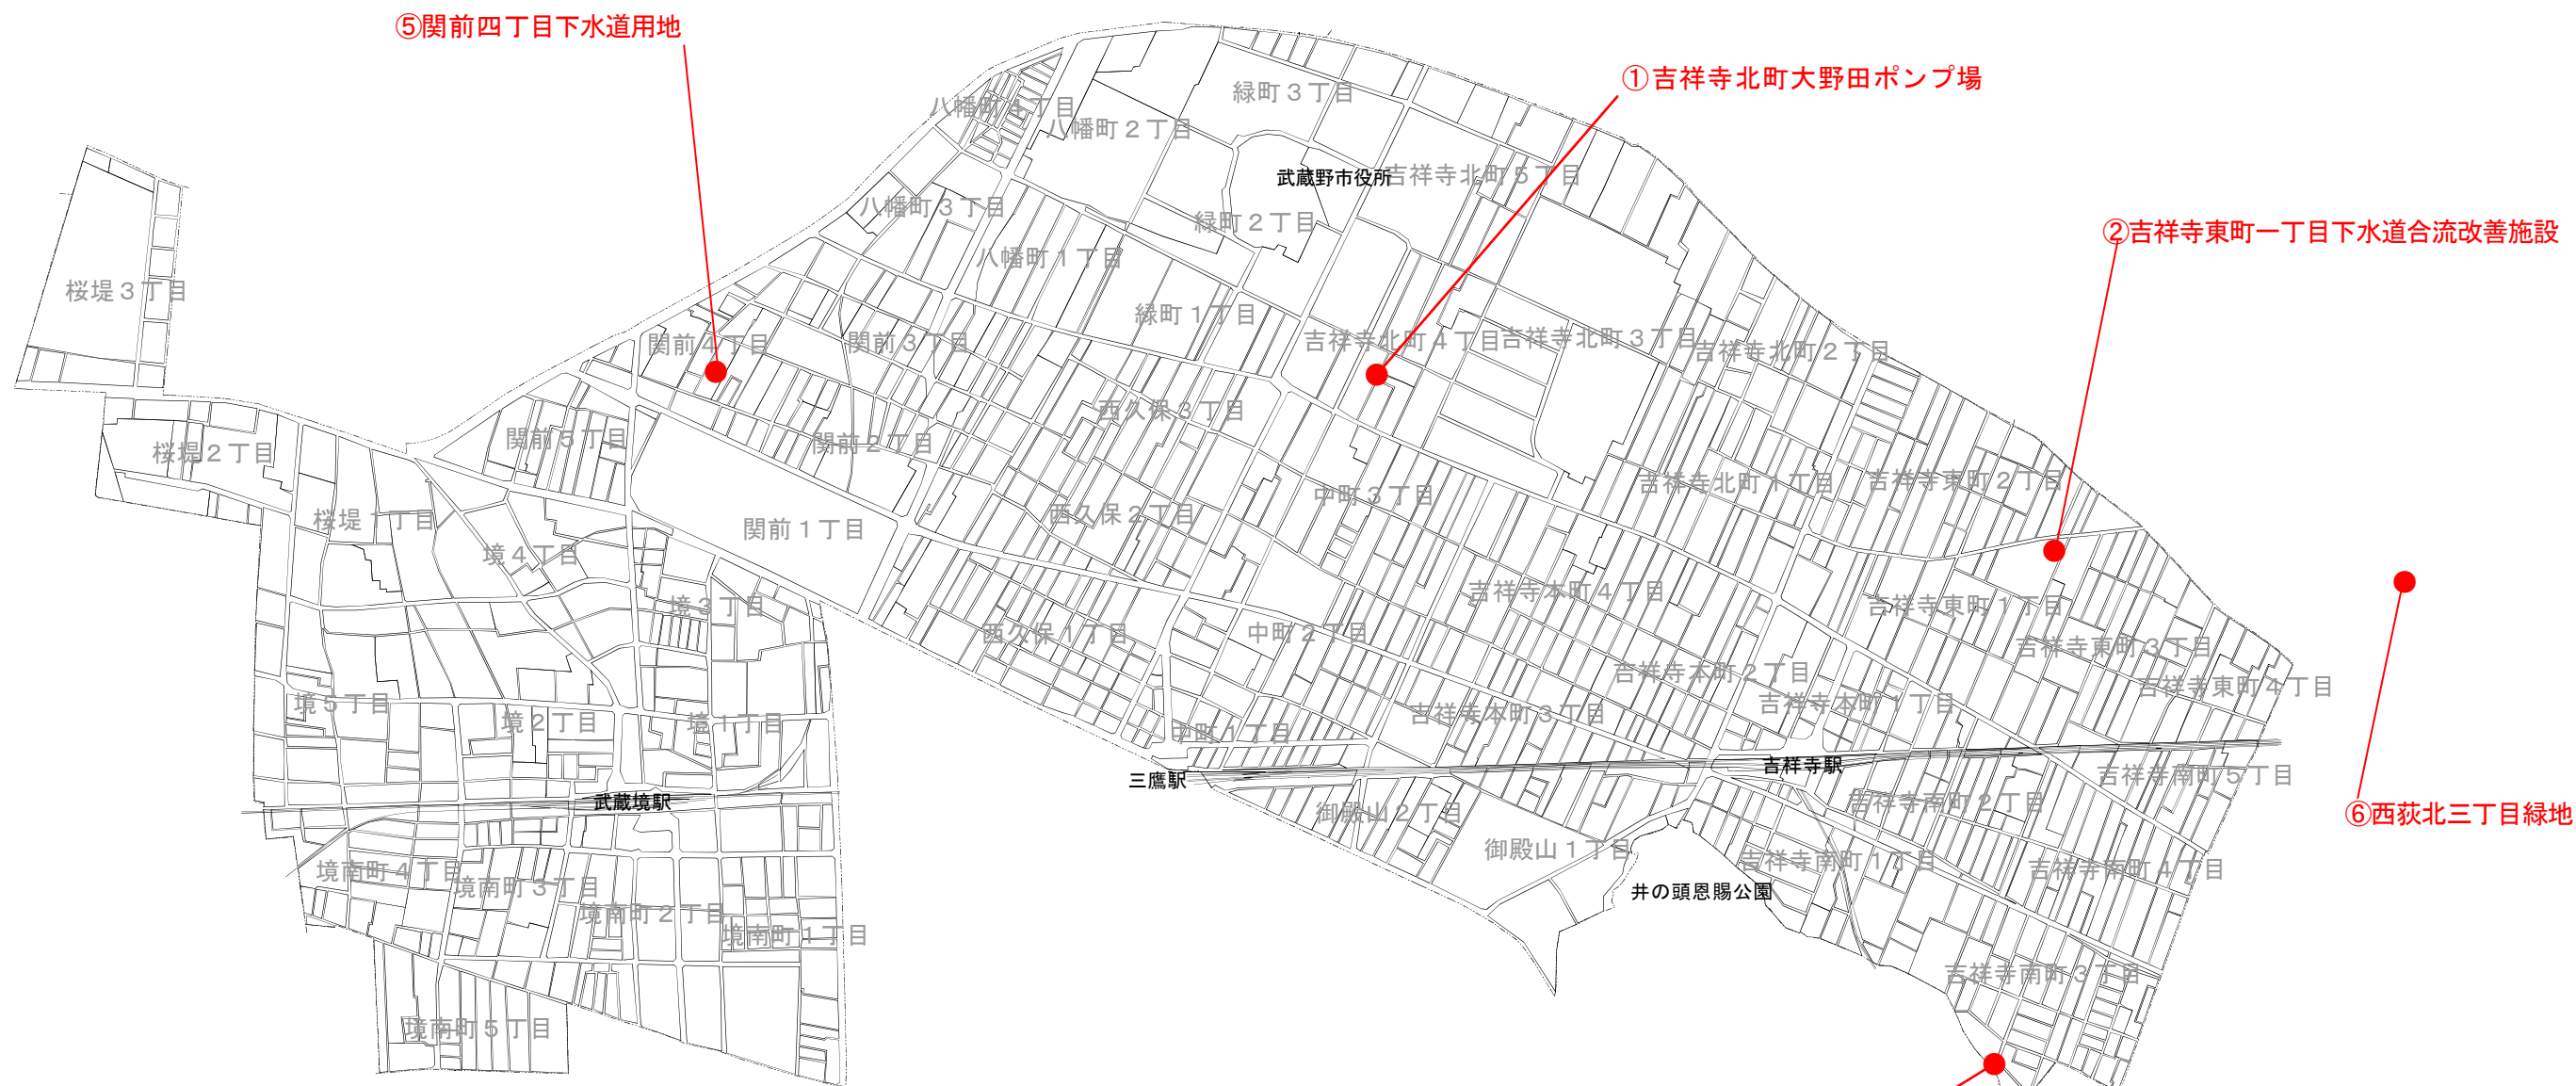 ⑤関前四丁目下水道用地
①吉祥寺北町大野田ポンプ場
②吉祥寺東町一丁目下水道合流改善施設
⑥西荻北三丁目緑地
八幡町４丁目
八幡町２丁目
緑町３丁目
武蔵野市役所
吉祥寺北町５丁目
八幡町３丁目
緑町２丁目
八幡町１丁目
桜堤３丁目
緑町１丁目
関前４丁目
関前３丁目
吉祥寺北町４丁目
吉祥寺北町３丁目
吉祥寺北町２丁目
西久保３丁目
関前５丁目
関前２丁目
桜堤２丁目
吉祥寺北町１丁目
吉祥寺東町２丁目
中町３丁目
桜堤１丁目
西久保２丁目
関前１丁目
境４丁目
吉祥寺本町４丁目
境３丁目
吉祥寺東町１丁目
西久保１丁目
中町２丁目
吉祥寺東町３丁目
吉祥寺本町２丁目
吉祥寺東町４丁目
境５丁目
吉祥寺本町１丁目
吉祥寺本町３丁目
境２丁目
境１丁目
中町１丁目
吉祥寺駅
三鷹駅
吉祥寺南町５丁目
武蔵境駅
吉祥寺南町２丁目
御殿山２丁目
御殿山１丁目
吉祥寺南町１丁目
境南町４丁目
吉祥寺南町４丁目
境南町３丁目
井の頭恩賜公園
境南町２丁目
境南町１丁目
吉祥寺南町３丁目
境南町５丁目